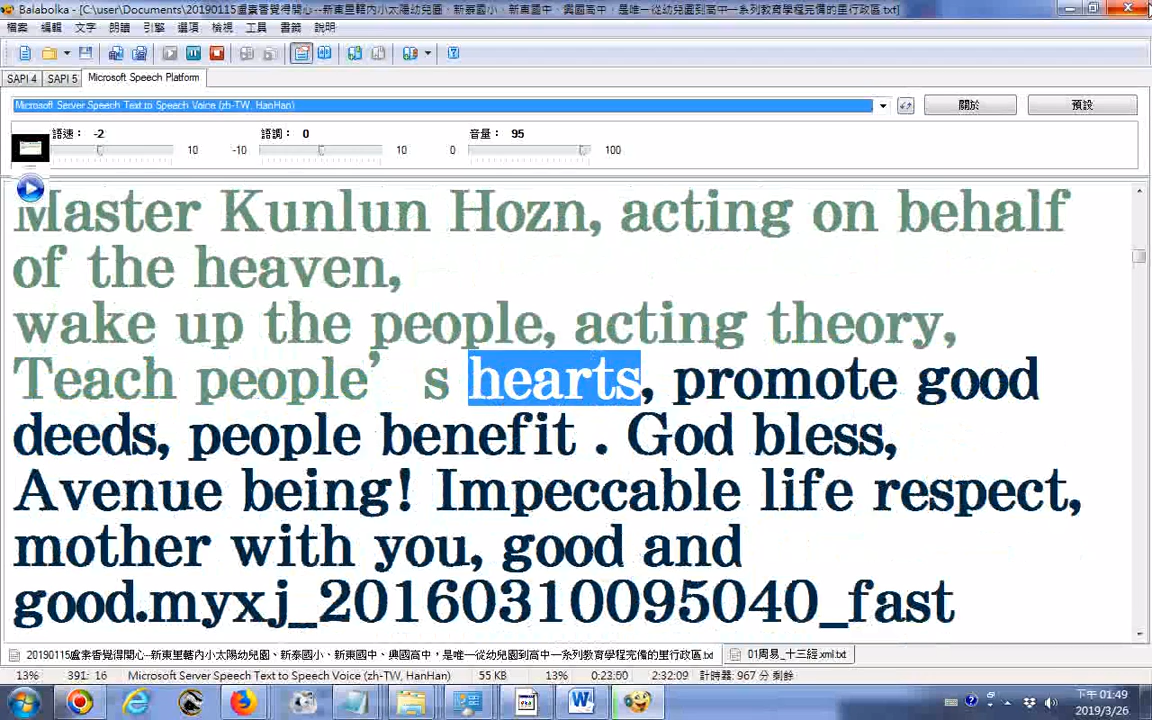 Balabolka - [C:\user\Documents\20190115盧素香覺得開心--新東里轄內小太陽幼兒園、新泰國小、新東國中、興國高中，是唯一從幼兒園到高中一系列教育學程完備的里行政區.txt]
檔案 編輯 文字 朗讀 引擎 選項 檢視 工具 書籤 說明
SAPI 4 SAPI 5 Microsoft Speech Platform
Microsoft Server Speech Text to Speech Voice (zh-TW, HanHan)
關於 預設
語速： -2 語調： 0 音量： 95
10 -10 10 0 100
Master Kunlun Hozn, acting on behalf
of the heaven,
wake up the people, acting theory,
Teach people’s hearts, promote good
deeds, people benefit . God bless,
Avenue being! Impeccable life respect,
mother with you, good and
good.myxj_20160310095040_fast
20190115盧素香覺得開心--新東里轄內小太陽幼兒園、新泰國小、新東國中、興國高中，是唯一從幼兒園到高中一系列教育學程完備的里行政區.txt 01周易_十三經.xml.txt
13% 391: 16 Microsoft Server Speech Text to Speech Voice (zh-TW, HanHan) 55 KB 13% 0:23:50 2:32:09 計時器: 967 分 剩餘
下午 01:49
2019/3/26